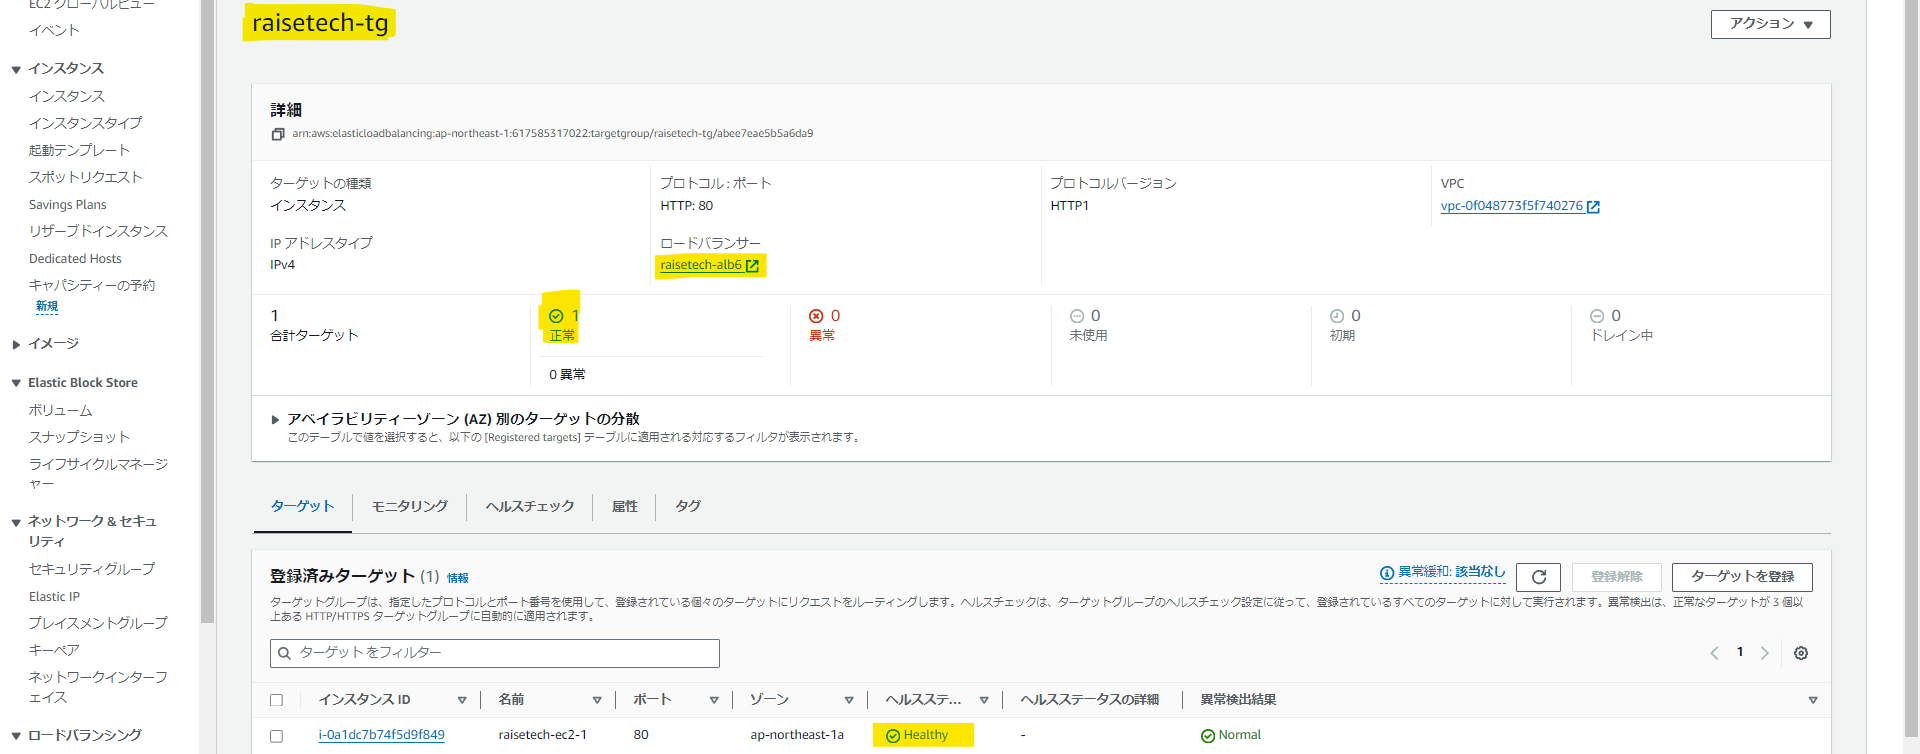 EC2 グローバルビュー
イベント
インスタンス
インスタンス
インスタンスタイプ
起動テンプレート
スポットリクエスト
Savings Plans
リザーブドインスタンス
Dedicated Hosts
キャパシティーの予約
新規
イメージ
Elastic Block Store
ボリューム
スナップショット
ライフサイクルマネージ
ャー
ネットワーク & セキュ
リティ
セキュリティグループ
Elastic IP
プレイスメントグループ
キーペア
ネットワークインターフ
ェイス
ロードバランシング
raisetech-tg
アクション
詳細
arn:aws:elasticloadbalancing:ap-northeast-1:617585317022:targetgroup/raisetech-tg/abee7eae5b5a6da9
ターゲットの種類
インスタンス
プロトコル : ポート
HTTP: 80
プロトコルバージョン
HTTP1
VPC
vpc-0f048773f5f740276
IP アドレスタイプ
IPv4
ロードバランサー
raisetech-alb6
1
合計ターゲット
1
正常
0 異常
0
異常
0
未使用
0
初期
0
ドレイン中
アベイラビリティーゾーン (AZ) 別のターゲットの分散
このテーブルで値を選択すると、以下の [Registered targets] テーブルに適用される対応するフィルタが表示されます。
ターゲット モニタリング ヘルスチェック 属性 タグ
登録済みターゲット (1) 情報
異常緩和: 該当なし 登録解除 ターゲットを登録
ターゲットグループは、指定したプロトコルとポート番号を使用して、登録されている個々のターゲットにリクエストをルーティングします。ヘルスチェックは、ターゲットグループのヘルスチェック設定に従って、登録されているすべてのターゲットに対して実行されます。異常検出は、正常なターゲットが 3 個以
上ある HTTP/HTTPS ターゲットグループに自動的に適用されます。
ターゲット をフィルター
1
インスタンス ID 名前 ポート ゾーン ヘルスステ... ヘルスステータスの詳細 異常検出結果
i-0a1dc7b74f5d9f849 raisetech-ec2-1 80 ap-northeast-1a Healthy - Normal